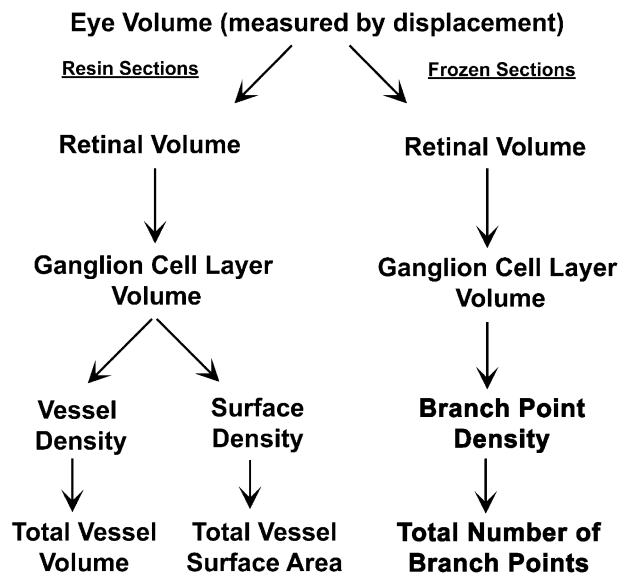 Eye Volume (measured by displacement)
Resin Sections
Frozen Sections
Retinal Volume
Retinal Volume
Ganglion Cell Layer
Volume
Ganglion Cell Layer
Volume
Vessel
Density
Surface
Density
Branch Point
Density
Total Vessel
Volume
Total Vessel
Surface Area
Total Number of
Branch Points